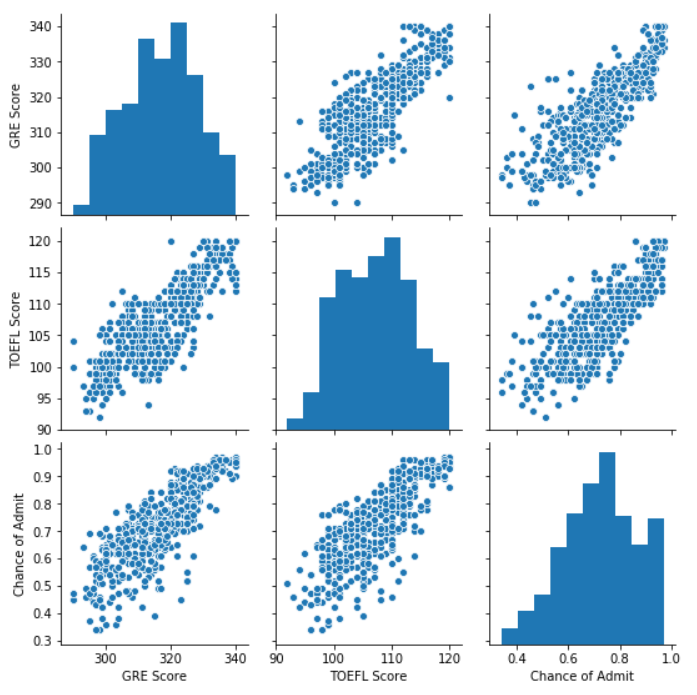 340
330
320
310
300
290
GRE Score
120
115
110
105
100
95
90
TOEFL Score
1.0
0.9
0.8
0.7
0.6
0.5
0.4
0.3
Chance of Admit
300 320 340
GRE Score
90 100 110 120
TOEFL Score
0.4 0.6 0.8 1.0
Chance of Admit